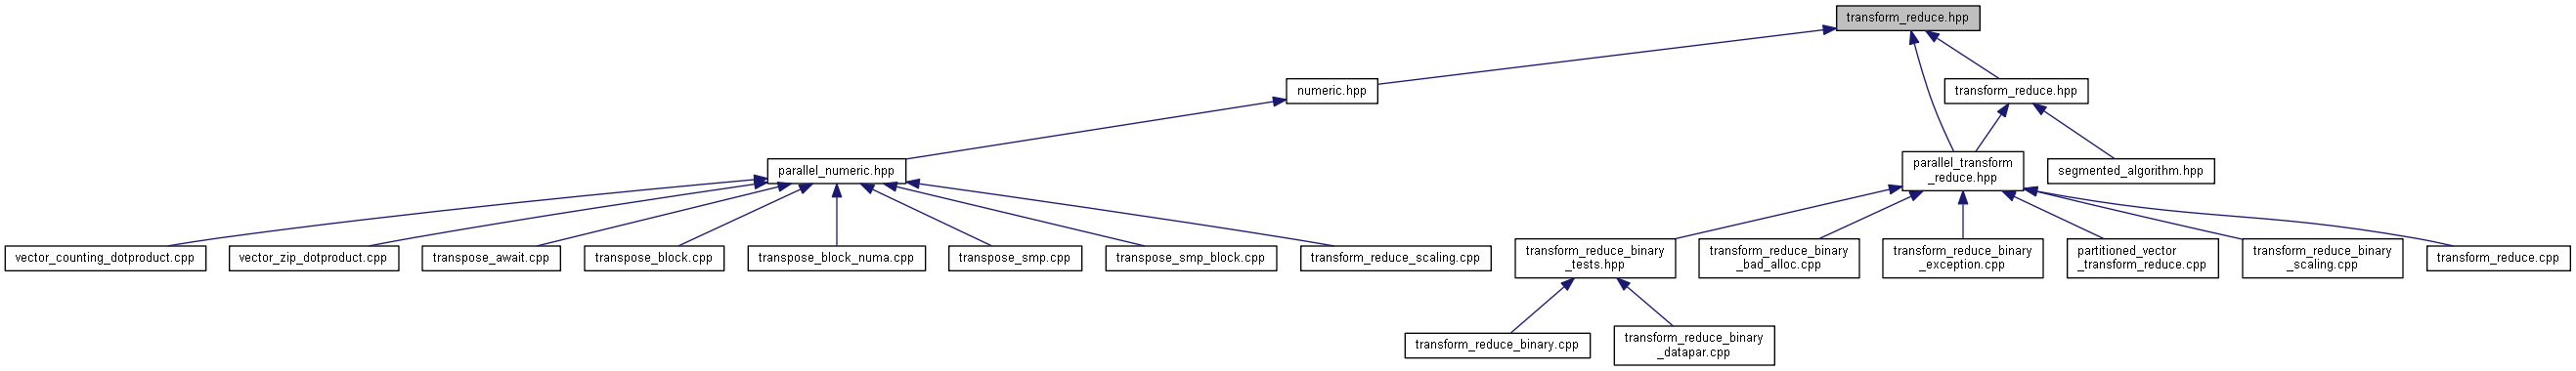 transform_reduce.hpp
numeric.hpp
transform_reduce.hpp
parallel_numeric.hpp
parallel_transform
_reduce.hpp
segmented_algorithm.hpp
vector_counting_dotproduct.cpp
vector_zip_dotproduct.cpp
transpose_await.cpp
transpose_block.cpp
transpose_block_numa.cpp
transpose_smp.cpp
transpose_smp_block.cpp
transform_reduce_scaling.cpp
transform_reduce_binary
_tests.hpp
transform_reduce_binary
_bad_alloc.cpp
transform_reduce_binary
_exception.cpp
partitioned_vector
_transform_reduce.cpp
transform_reduce_binary
_scaling.cpp
transform_reduce.cpp
transform_reduce_binary.cpp
transform_reduce_binary
_datapar.cpp